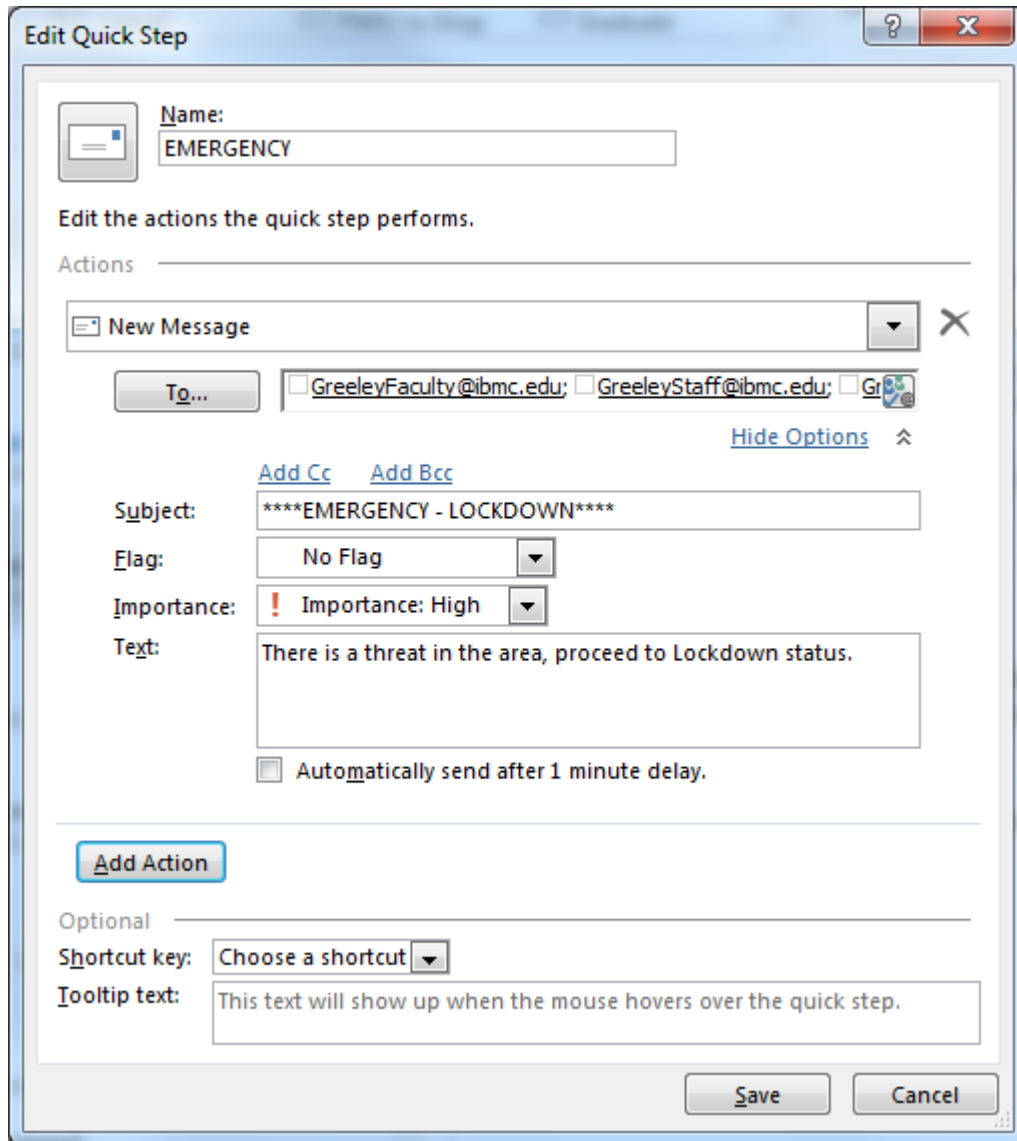 Edit Quick Step
Name:
EMERGENCY
Edit the actions the quick step performs.
Actions
New Message
To... GreeleyFaculty@ibmc.edu; GreeleyStaff@ibmc.edu; Gr
Hide Options
Add Cc Add Bcc
Subject: ****EMERGENCY - LOCKDOWN****
Flag: No Flag
Importance: ! Importance: High
Text: There is a threat in the area, proceed to Lockdown status.
Automatically send after 1 minute delay.
Add Action
Optional
Shortcut key: Choose a shortcut
Tooltip text: This text will show up when the mouse hovers over the quick step.
Save Cancel